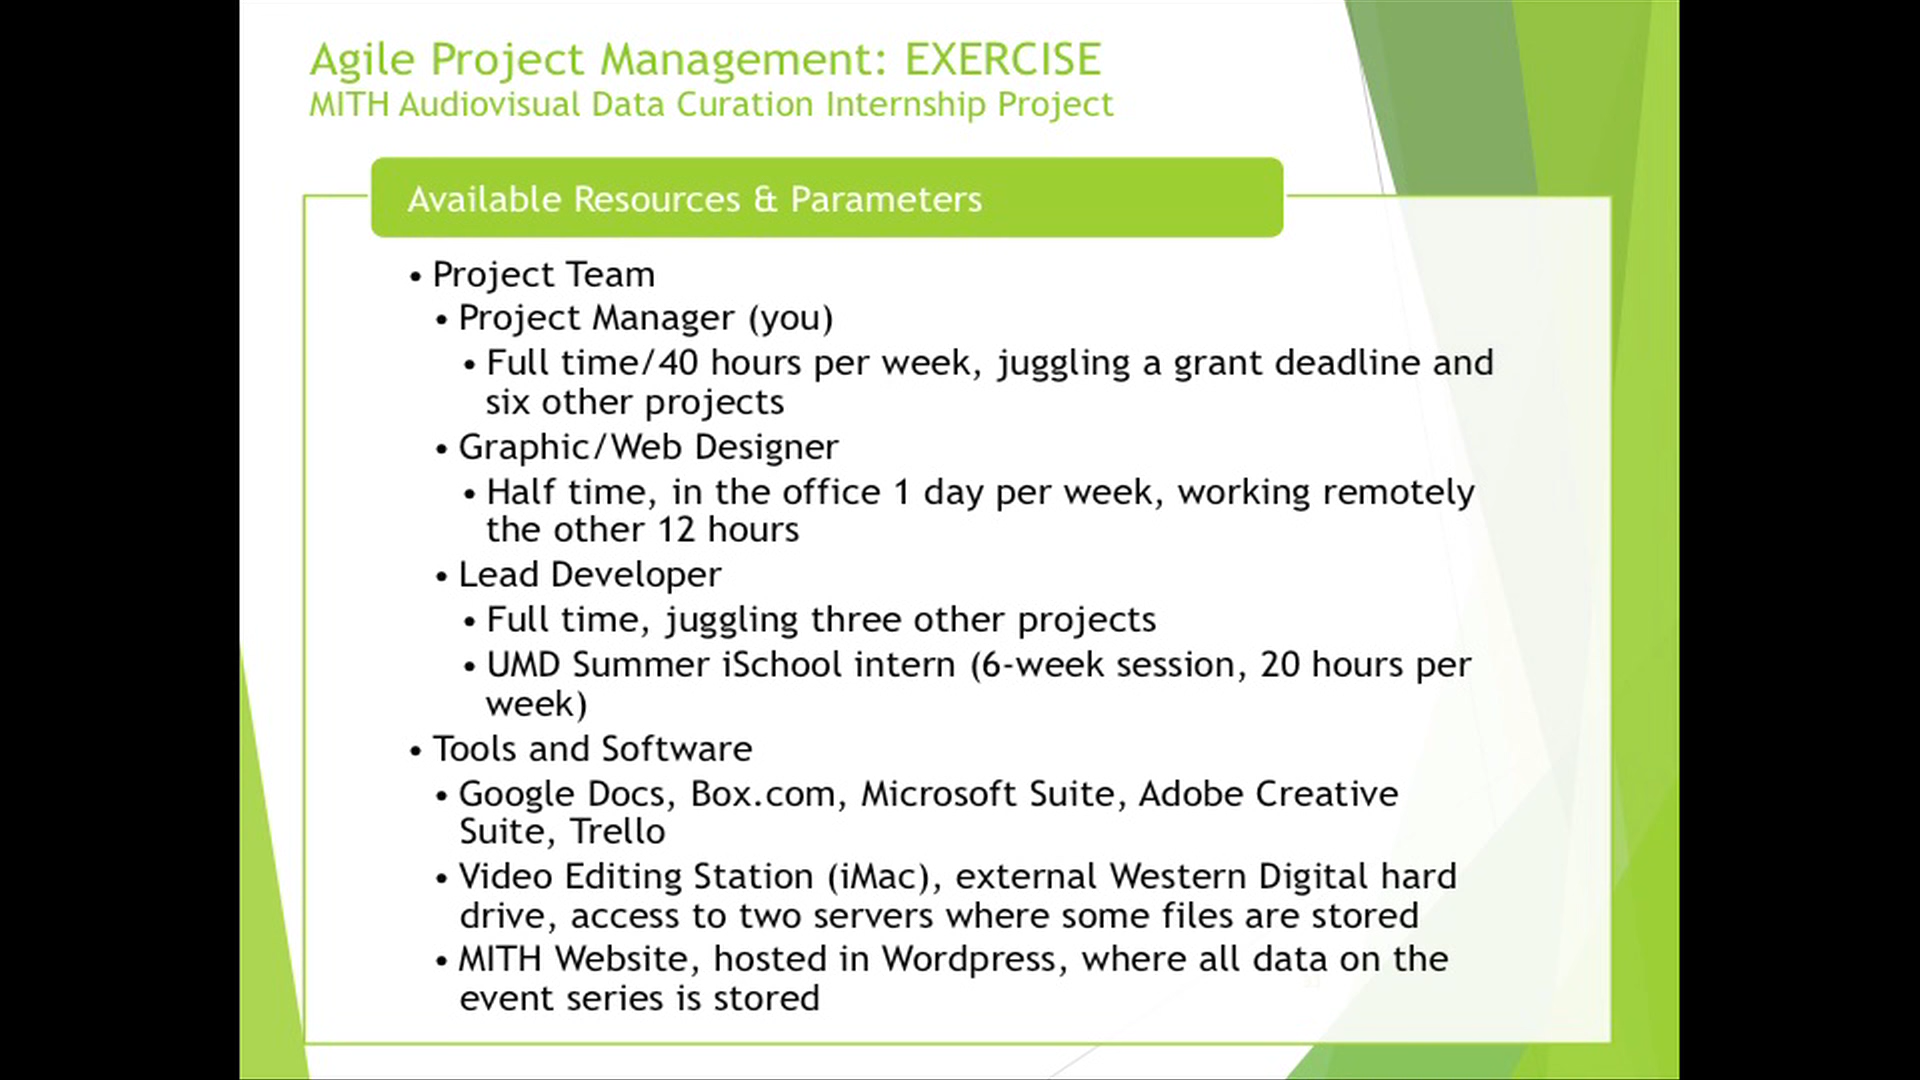 Agile Project Management: EXERCISE
MITH Audiovisual Data Curation Internship Project
Available Resources & Parameters
• Project Team
• Project Manager (you)
• Full time/40 hours per week, juggling a grant deadline and
six other projects
• Graphic/Web Designer
• Half time, in the office 1 day per week, working remotely
the other 12 hours
• Lead Developer
• Full time, juggling three other projects
• UMD Summer iSchool intern (6-week session, 20 hours per
week)
• Tools and Software
• Google Docs, Box.com, Microsoft Suite, Adobe Creative
Suite, Trello
• Video Editing Station (iMac), external Western Digital hard
drive, access to two servers where some files are stored
• MITH Website, hosted in Wordpress, where all data on the
event series is stored